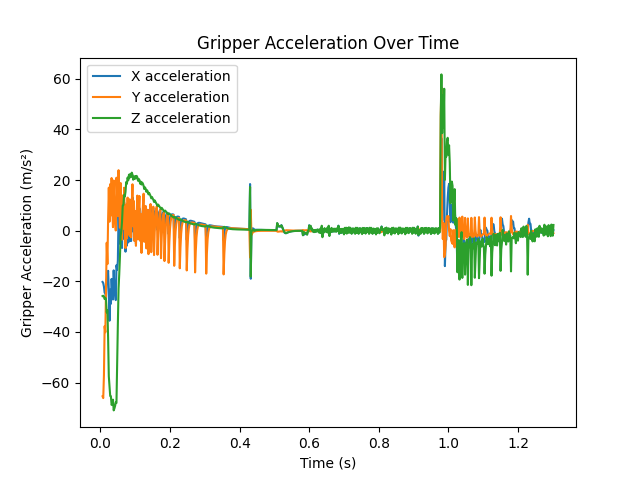 Gripper Acceleration Over Time
X acceleration
Y acceleration
Z acceleration
Gripper Acceleration (m/s²)
60
40
20
0
−20
−40
−60
0.0 0.2 0.4 0.6 0.8 1.0 1.2
Time (s)